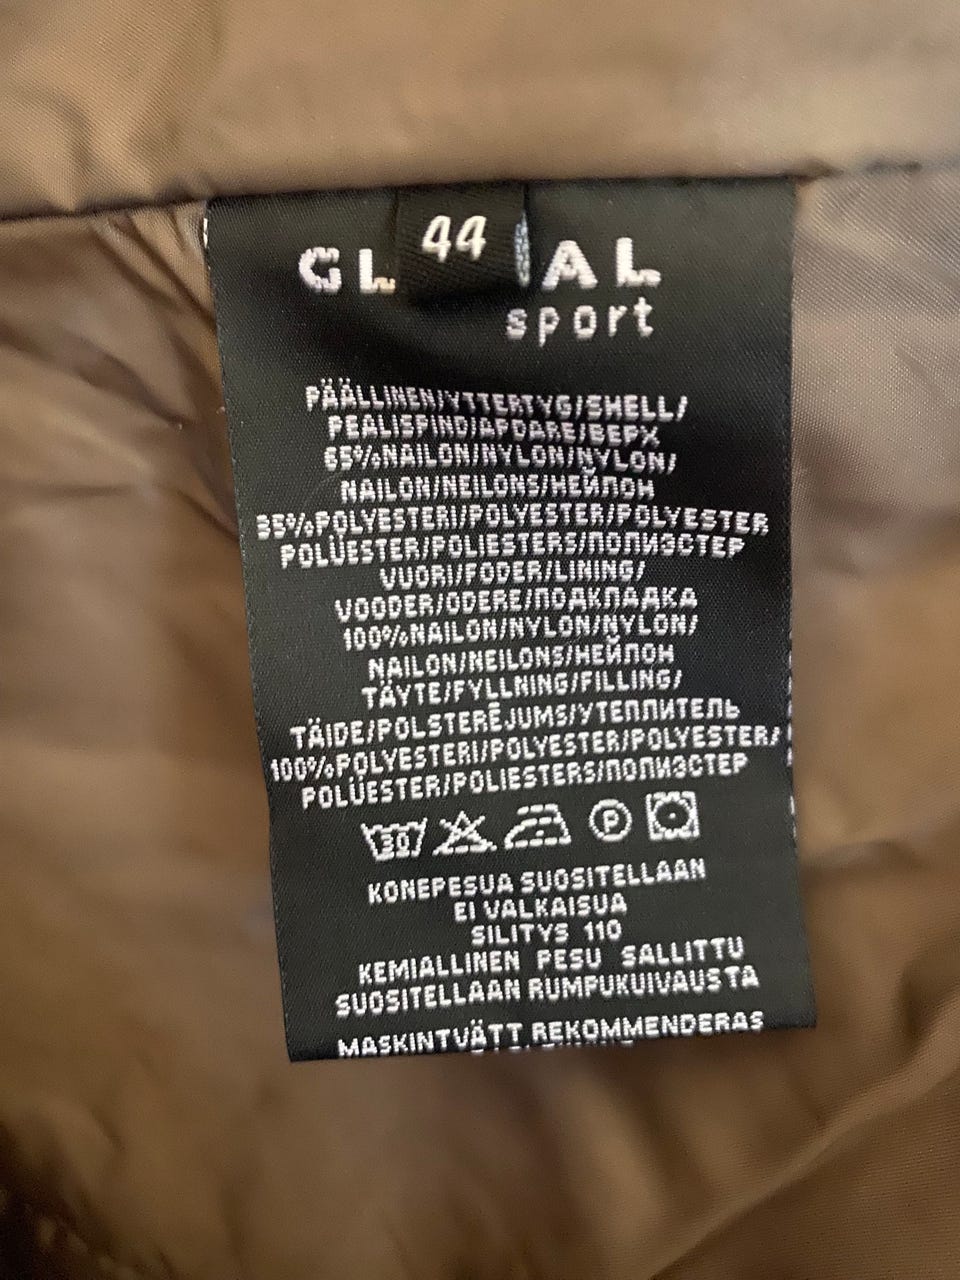 44
GL AL
sport
PÄÄLLINEN/YTTERTYG/SHELL/
PEALISPIND/AFDARE/ВЕРХ
65%NAILON/NYLON/NYLON/
NAILON/NEILONS/НЕЙЛОН
35%POLYESTERI/POLYESTER/POLYESTER
POLÜESTER/POLIESTERS/ПОЛИЭСТЕР
VUORI/FODER/LINING/
VOODER/ODERE/ПОДКЛАДКА
100%NAILON/NYLON/NYLON/
NAILON/NEILONS/НЕЙЛОН
TÄYTE/FYLLNING/FILLING/
TÄIDE/POLSTERĒJUMS/УТЕПЛИТЕЛЬ
100%POLYESTERI/POLYESTER/POLYESTER/
POLÜESTER/POLIESTERS/ПОЛИЭСТЕР
30 P
KONEPESUA SUOSITELLAAN
EI VALKAISUA
SILITYS 110
KEMIALLINEN PESU SALLITTU
SUOSITELLAAN RUMPUKUIVAUSTA
MASKINTVÄTT REKOMMENDERAS